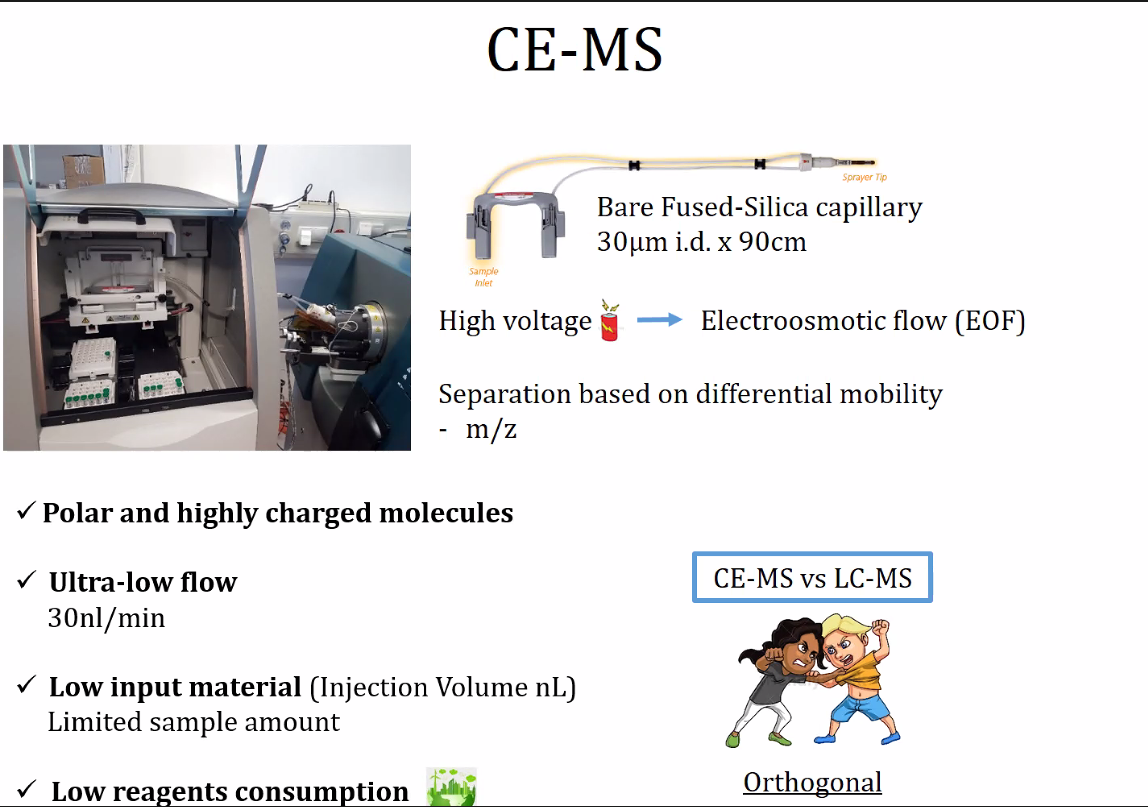 CE-MS
Sprayer Tip
Sample
Inlet
Bare Fused-Silica capillary
30µm i.d. x 90cm
High voltage
Electroosmotic flow (EOF)
Separation based on differential mobility
- m/z
✓ Polar and highly charged molecules
✓ Ultra-low flow
30nl/min
✓ Low input material (Injection Volume nL)
Limited sample amount
✓ Low reagents consumption
CE-MS vs LC-MS
Orthogonal